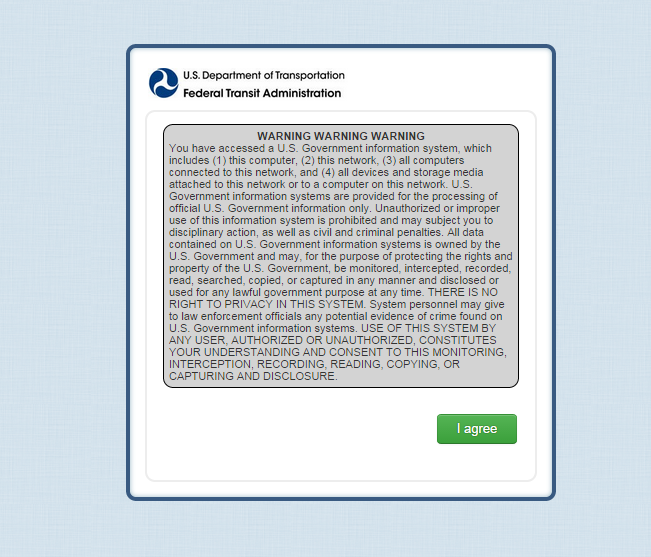 U.S. Department of Transportation
Federal Transit Administration
WARNING WARNING WARNING
You have accessed a U.S. Government information system, which
includes (1) this computer, (2) this network, (3) all computers
connected to this network, and (4) all devices and storage media
attached to this network or to a computer on this network. U.S.
Government information systems are provided for the processing of
official U.S. Government information only. Unauthorized or improper
use of this information system is prohibited and may subject you to
disciplinary action, as well as civil and criminal penalties. All data
contained on U.S. Government information systems is owned by the
U.S. Government and may, for the purpose of protecting the rights and
property of the U.S. Government, be monitored, intercepted, recorded,
read, searched, copied, or captured in any manner and disclosed or
used for any lawful government purpose at any time. THERE IS NO
RIGHT TO PRIVACY IN THIS SYSTEM. System personnel may give
to law enforcement officials any potential evidence of crime found on
U.S. Government information systems. USE OF THIS SYSTEM BY
ANY USER, AUTHORIZED OR UNAUTHORIZED, CONSTITUTES
YOUR UNDERSTANDING AND CONSENT TO THIS MONITORING,
INTERCEPTION, RECORDING, READING, COPYING, OR
CAPTURING AND DISCLOSURE.
I agree